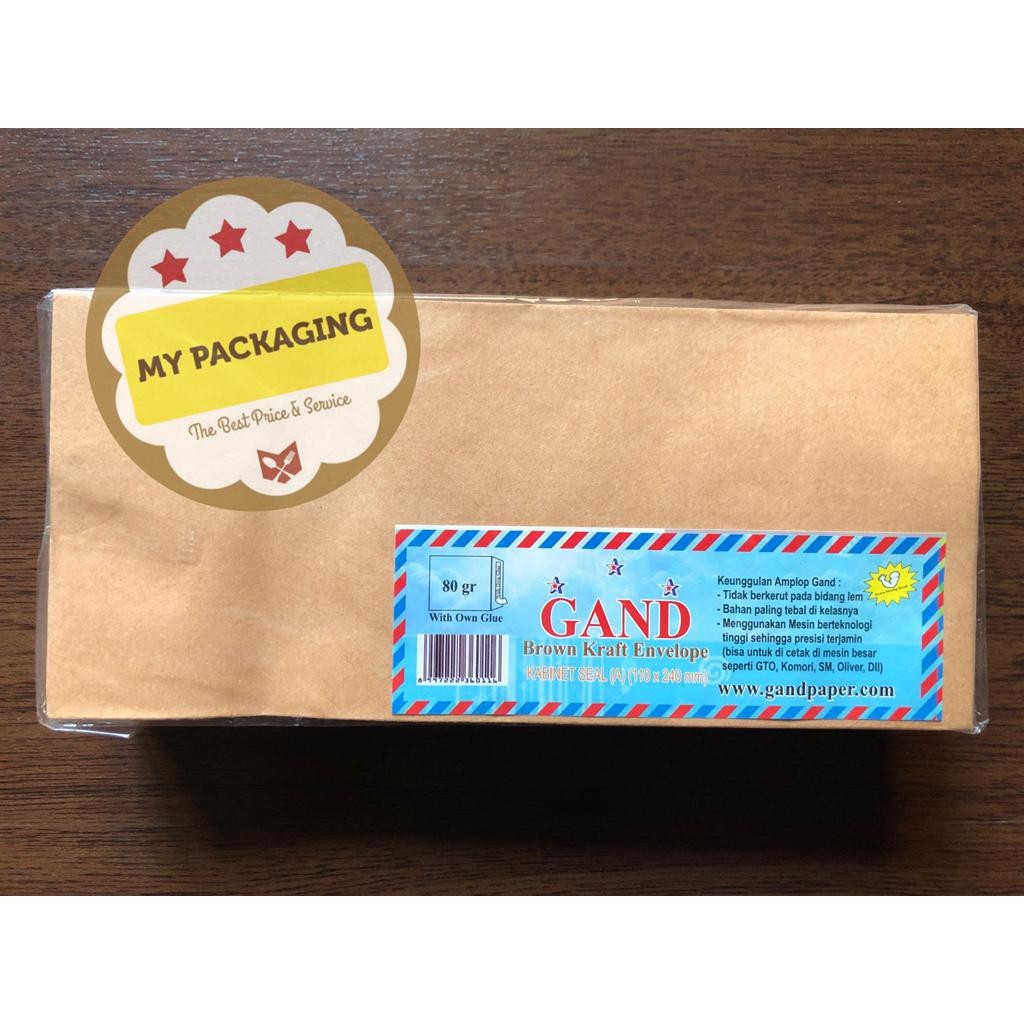 MY PACKAGING
The Best Price & Service
80 gr
With Own Glue
8997222340344
GAND
Brown Kraft Envelope
KABINET SEAL (A) (110 x 240 mm)
Keunggulan Amplop Gand :
- Tidak berkerut pada bidang lem
- Bahan paling tebal di kelasnya
- Menggunakan Mesin berteknologi
tinggi sehingga presisi terjamin
(bisa untuk di cetak di mesin besar
seperti GTO, Komori, SM, Oliver, Dll)
www.gandpaper.com